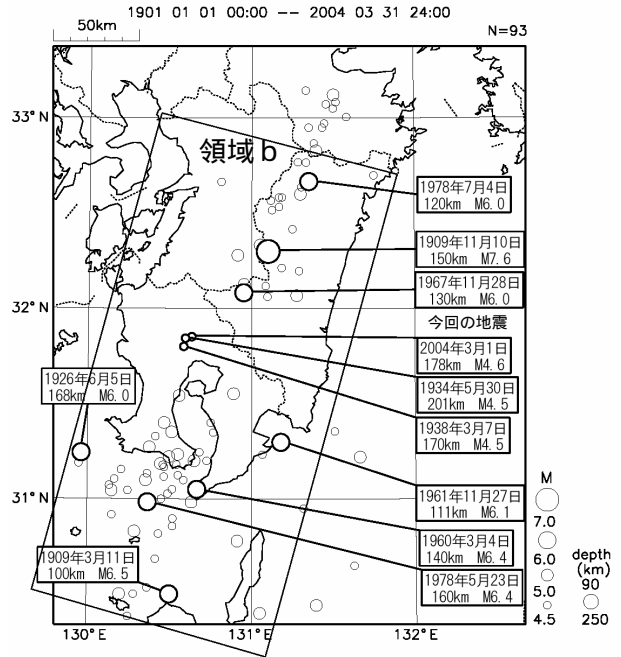 1901 01 01 00:00 -- 2004 03 31 24:00
50km
N=93
33°N
領域b
1978年7月4日
120km M6.0
1909年11月10日
150km M7.6
1967年11月28日
130km M6.0
32°N
今回の地震
2004年3月1日
178km M4.6
1926年6月5日
168km M6.0
1934年5月30日
201km M4.5
1938年3月7日
170km M4.5
1961年11月27日
111km M6.1
31°N
1960年3月4日
140km M6.4
1909年3月11日
100km M6.5
1978年5月23日
160km M6.4
M
7.0
6.0
5.0
4.5
depth
(km)
90
250
130°E
131°E
132°E